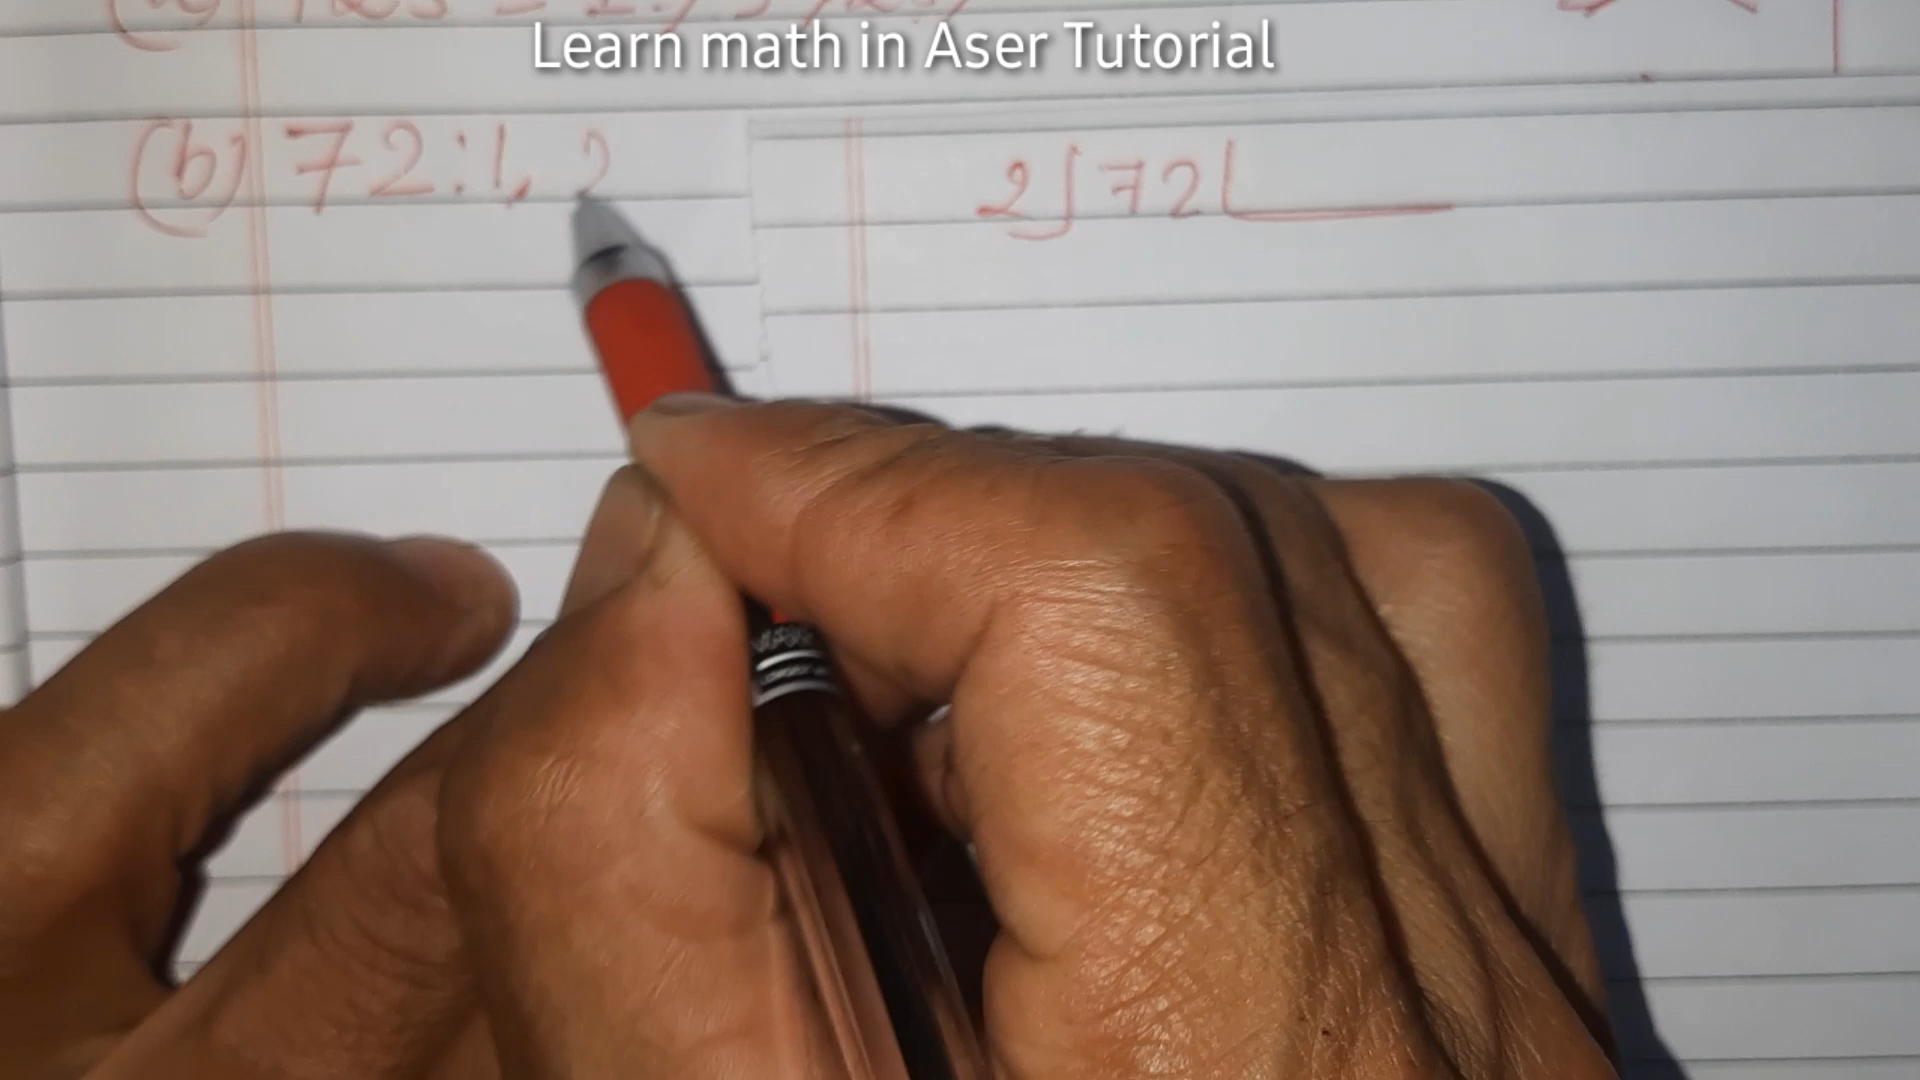 Learn math in Aser Tutorial
(b) 72:1, 2
2∫72⌊